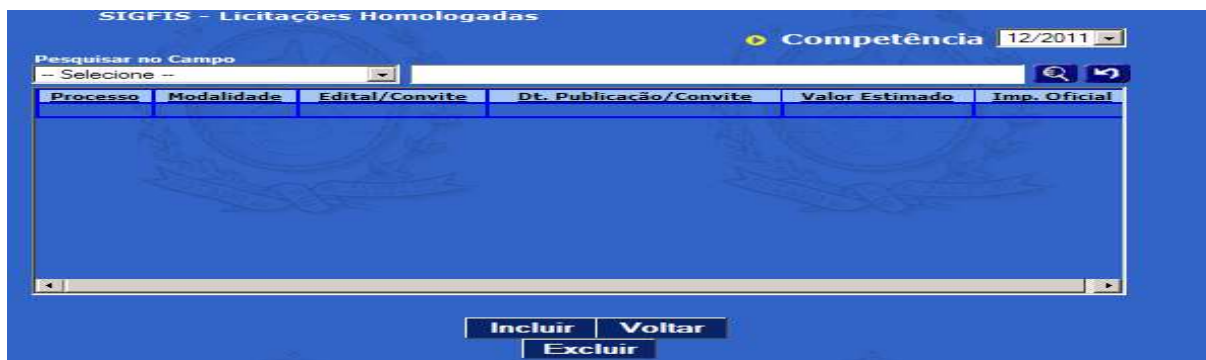 SIGFIS - Licitações Homologadas
Competência 12/2011
Pesquisar no Campo
-- Selecione --
Processo Modalidade Edital/Convite Dt. Publicação/Convite Valor Estimado Imp. Oficial
Incluir Voltar
Excluir